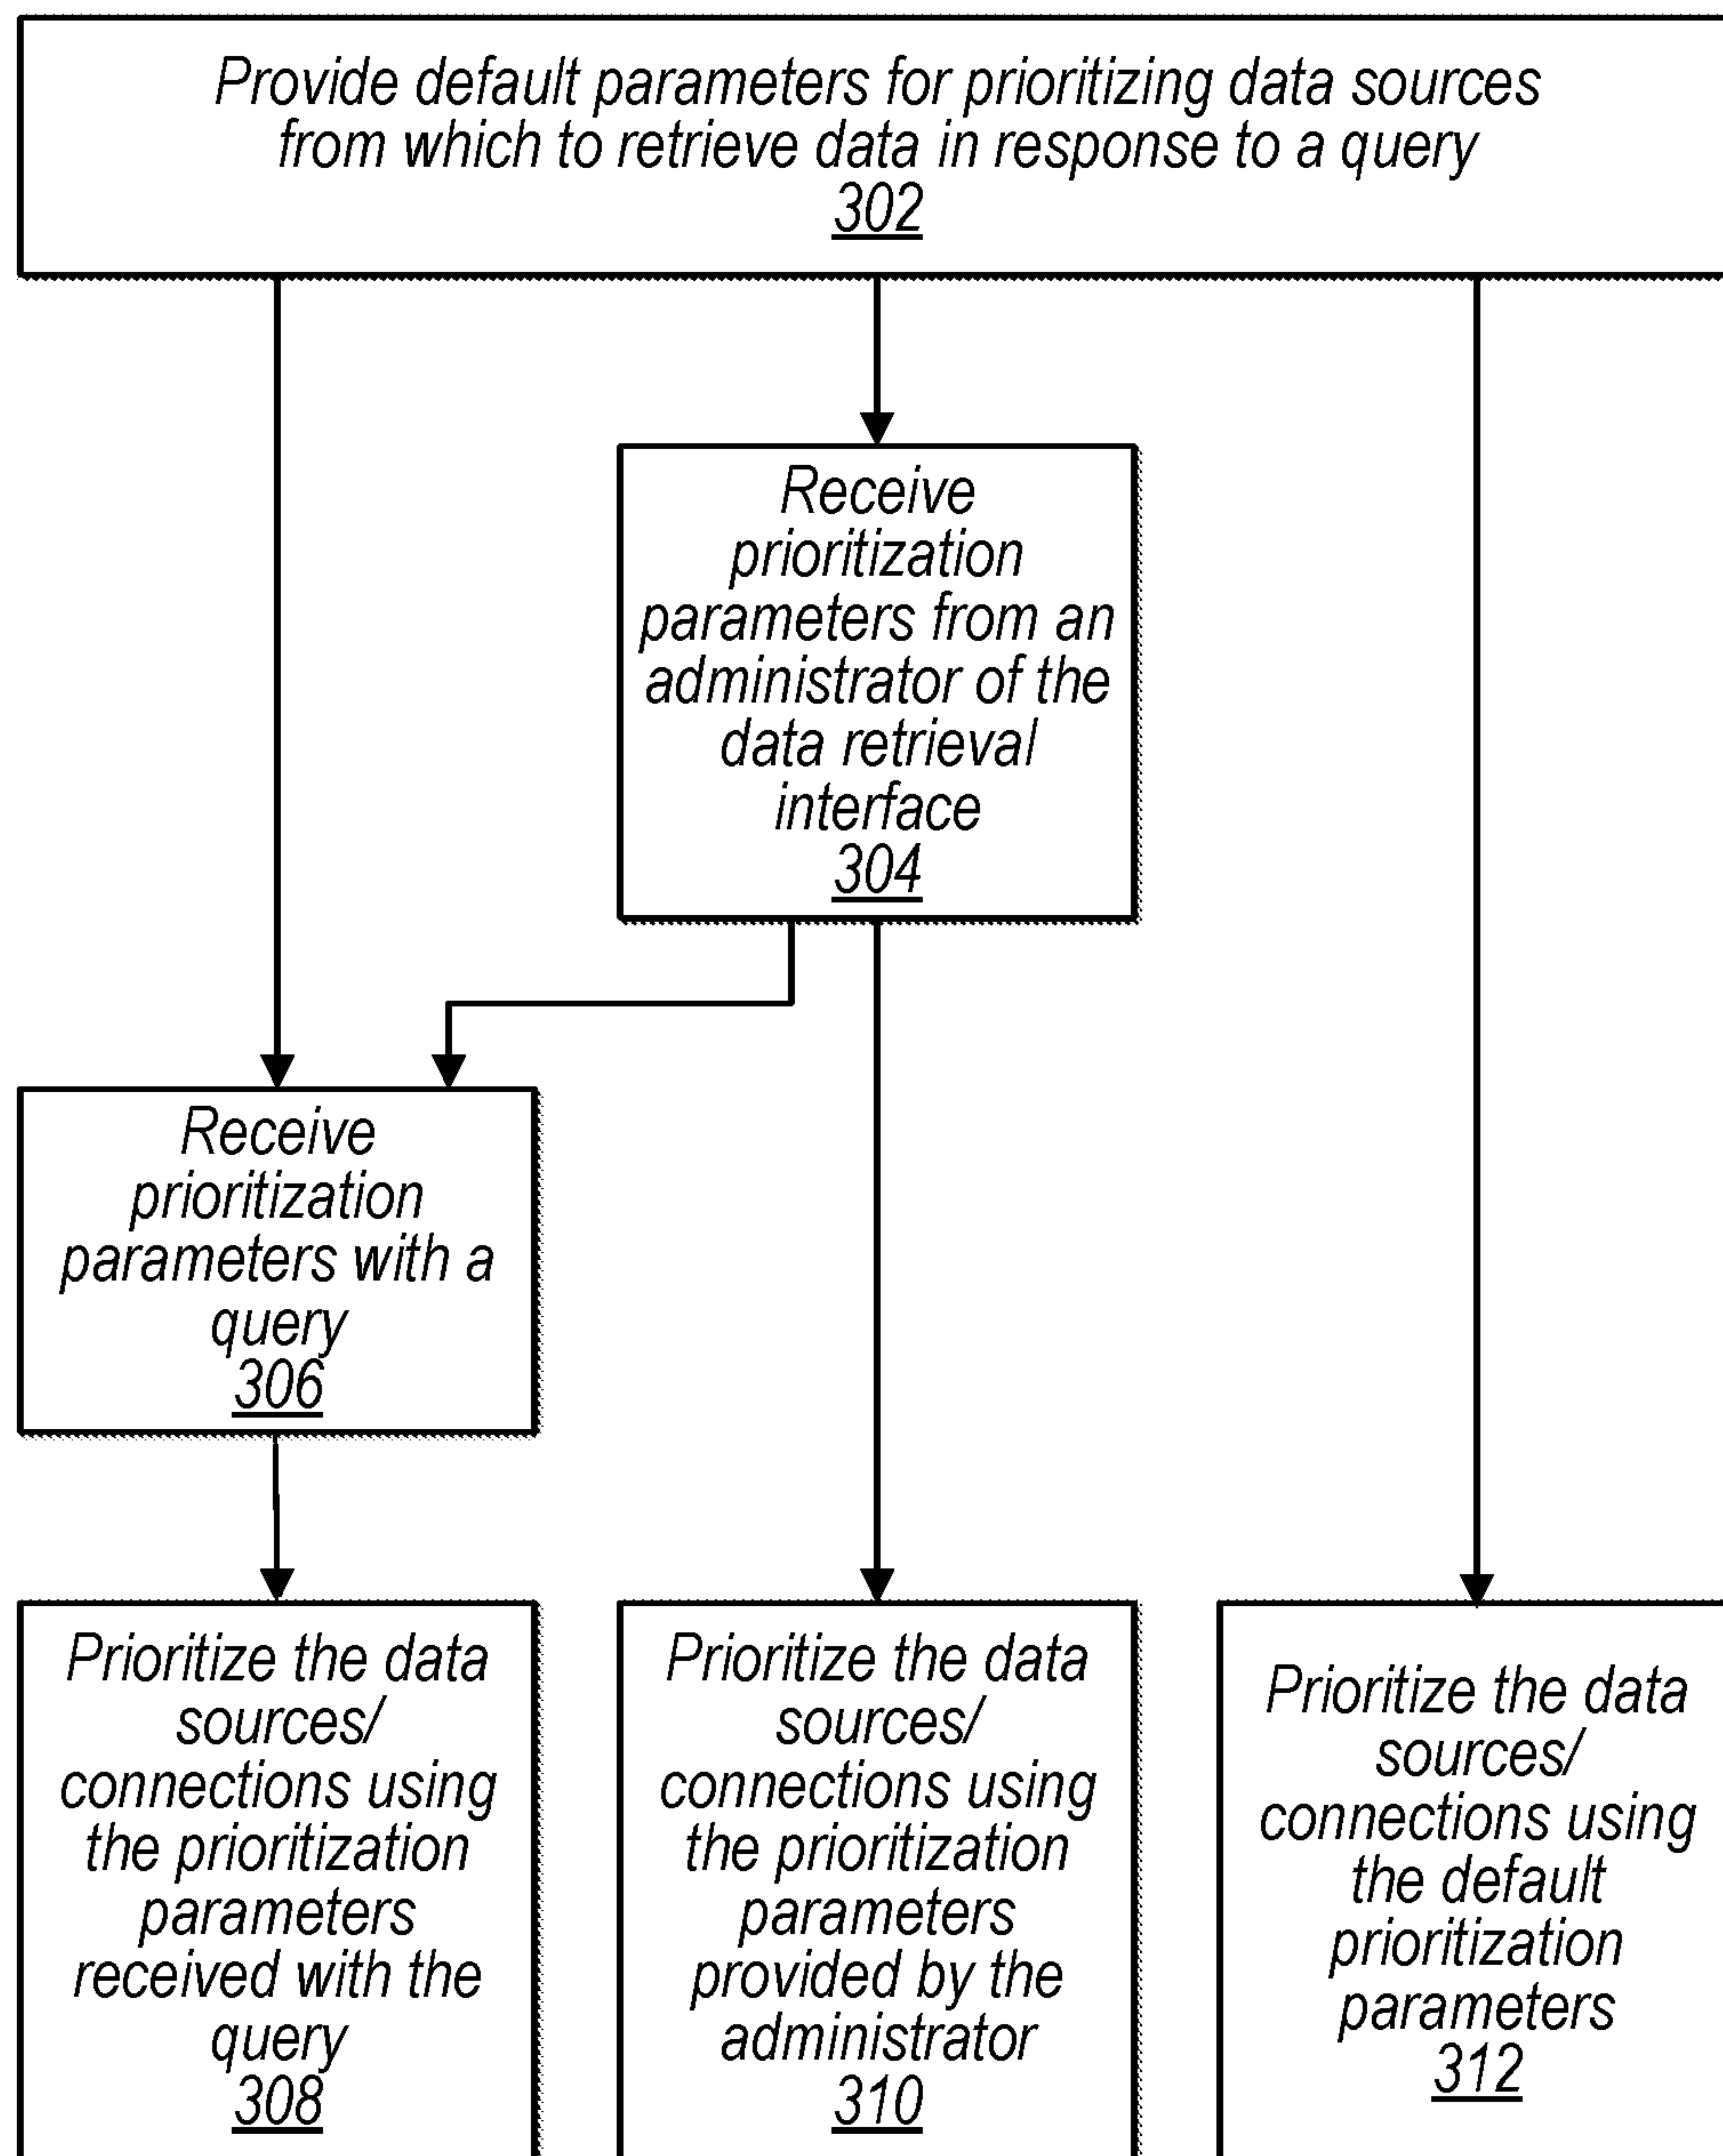 Provide default parameters for prioritizing data sources
from which to retrieve data in response to a query
302
Receive
prioritization
parameters from an
administrator of the
data retrieval
interface
304
Receive
prioritization
parameters with a
query
306
Prioritize the data
sources/
connections using
the prioritization
parameters
received with the
query
308
Prioritize the data
sources/
connections using
the prioritization
parameters
provided by the
administrator
310
Prioritize the data
sources/
connections using
the default
prioritization
parameters
312